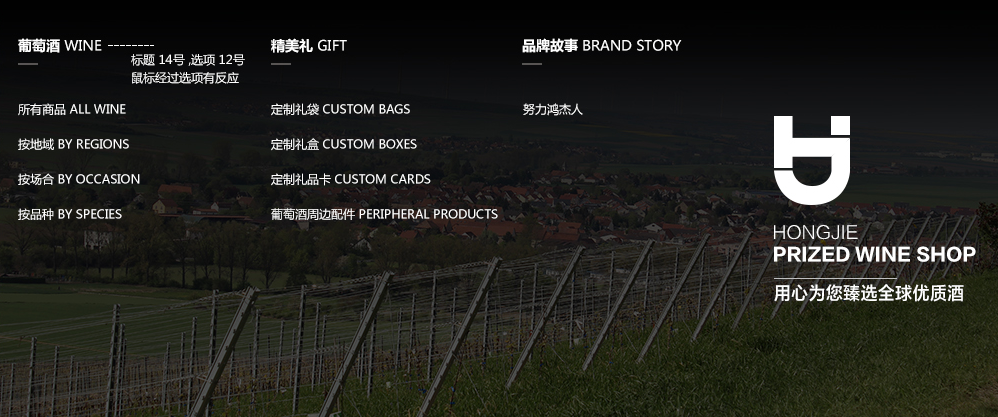 葡萄酒 WINE --------
标题 14号 ,选项 12号
鼠标经过选项有反应
所有商品 ALL WINE
按地域 BY REGIONS
按场合 BY OCCASION
按品种 BY SPECIES
精美礼 GIFT
定制礼袋 CUSTOM BAGS
定制礼盒 CUSTOM BOXES
定制礼品卡 CUSTOM CARDS
葡萄酒周边配件 PERIPHERAL PRODUCTS
品牌故事 BRAND STORY
努力鸿杰人
HONGJIE
PRIZED WINE SHOP
用心为您臻选全球优质酒